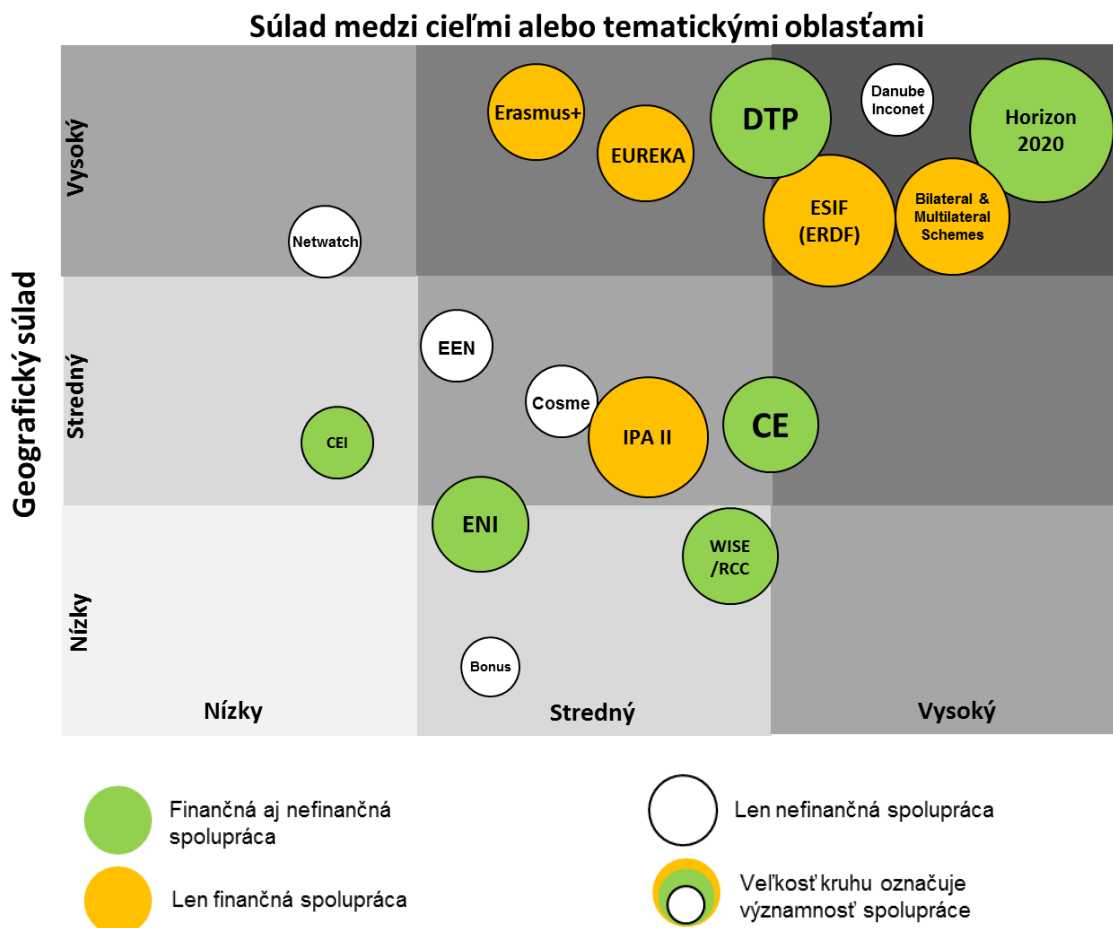 Súlad medzi cieľmi alebo tematickými oblasťami
Geografický súlad
Vysoký
Stredný
Nízky
Erasmus+
EUREKA
DTP
Danube
Inconet
Horizon
2020
ESIF
(ERDF)
Bilateral &
Multilateral
Schemes
Netwatch
EEN
Cosme
IPA II
CE
CEI
ENI
WISE
/RCC
Bonus
Nízky
Stredný
Vysoký
Finančná aj nefinančná
spolupráca
Len nefinančná spolupráca
Len finančná spolupráca
Veľkosť kruhu označuje
významnosť spolupráce